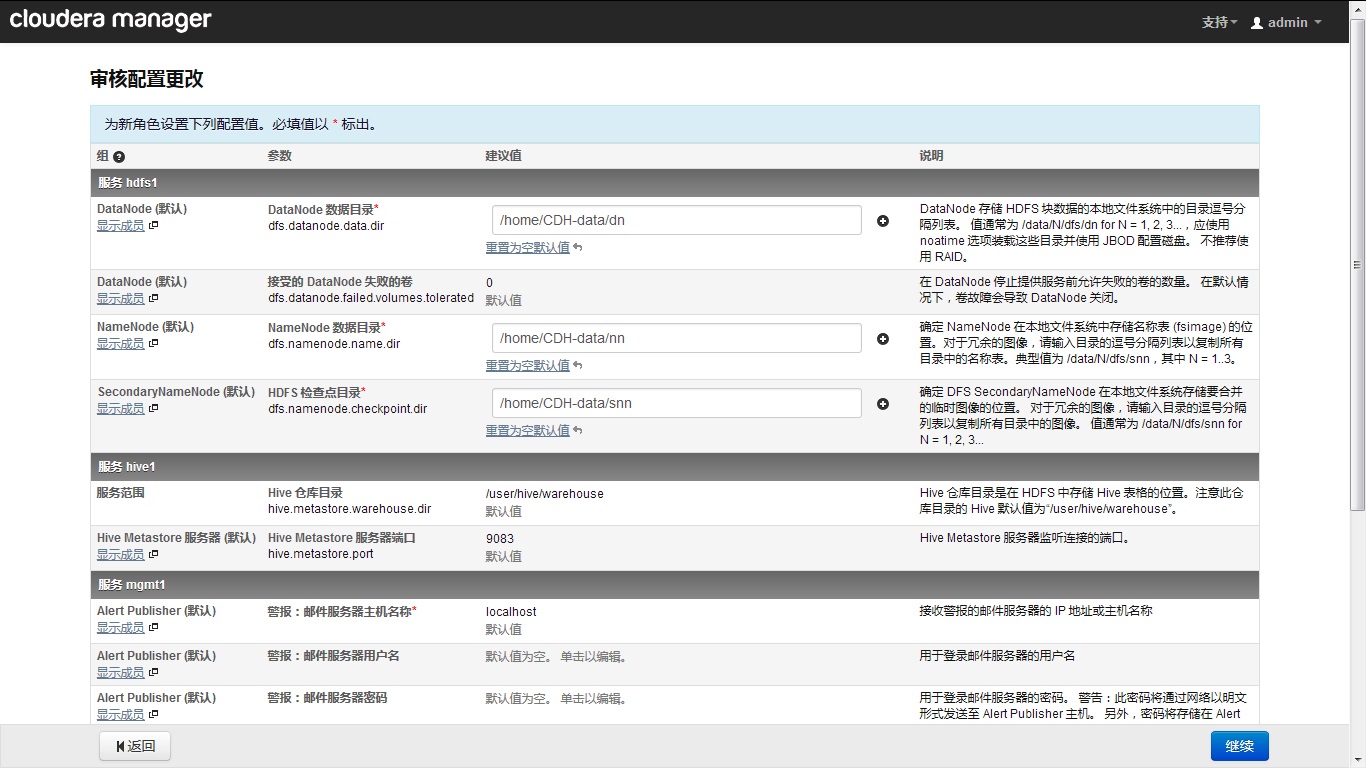 cloudera manager
支持 admin
审核配置更改
为新角色设置下列配置值。必填值以 * 标出。
组 参数 建议值 说明
服务 hdfs1
DataNode (默认)
显示成员
DataNode 数据目录*
dfs.datanode.data.dir
/home/CDH-data/dn
重置为空默认值
DataNode 存储 HDFS 块数据的本地文件系统中的目录逗号分
隔列表。 值通常为 /data/N/dfs/dn for N = 1, 2, 3...，应使用
noatime 选项装载这些目录并使用 JBOD 配置磁盘。 不推荐使
用 RAID。
DataNode (默认)
显示成员
接受的 DataNode 失败的卷
dfs.datanode.failed.volumes.tolerated
0
默认值
在 DataNode 停止提供服务前允许失败的卷的数量。 在默认情
况下，卷故障会导致 DataNode 关闭。
NameNode (默认)
显示成员
NameNode 数据目录*
dfs.namenode.name.dir
/home/CDH-data/nn
重置为空默认值
确定 NameNode 在本地文件系统中存储名称表 (fsimage) 的位
置。对于冗余的图像，请输入目录的逗号分隔列表以复制所有
目录中的名称表。典型值为 /data/N/dfs/snn，其中 N = 1..3。
SecondaryNameNode (默认)
显示成员
HDFS 检查点目录*
dfs.namenode.checkpoint.dir
/home/CDH-data/snn
重置为空默认值
确定 DFS SecondaryNameNode 在本地文件系统存储要合并
的临时图像的位置。 对于冗余的图像，请输入目录的逗号分隔
列表以复制所有目录中的图像。 值通常为 /data/N/dfs/snn for
N = 1, 2, 3...
服务 hive1
服务范围
Hive 仓库目录
hive.metastore.warehouse.dir
/user/hive/warehouse
默认值
Hive 仓库目录是在 HDFS 中存储 Hive 表格的位置。注意此仓
库目录的 Hive 默认值为“/user/hive/warehouse”。
Hive Metastore 服务器 (默认)
显示成员
Hive Metastore 服务器端口
hive.metastore.port
9083
默认值
Hive Metastore 服务器监听连接的端口。
服务 mgmt1
Alert Publisher (默认)
显示成员
警报：邮件服务器主机名称*
localhost
默认值
接收警报的邮件服务器的 IP 地址或主机名称
Alert Publisher (默认)
显示成员
警报：邮件服务器用户名
默认值为空。 单击以编辑。
用于登录邮件服务器的用户名
Alert Publisher (默认)
显示成员
警报：邮件服务器密码
默认值为空。 单击以编辑。
用于登录邮件服务器的密码。 警告：此密码将通过网络以明文
形式发送至 Alert Publisher 主机。 另外，密码将存储在 Alert
返回
继续